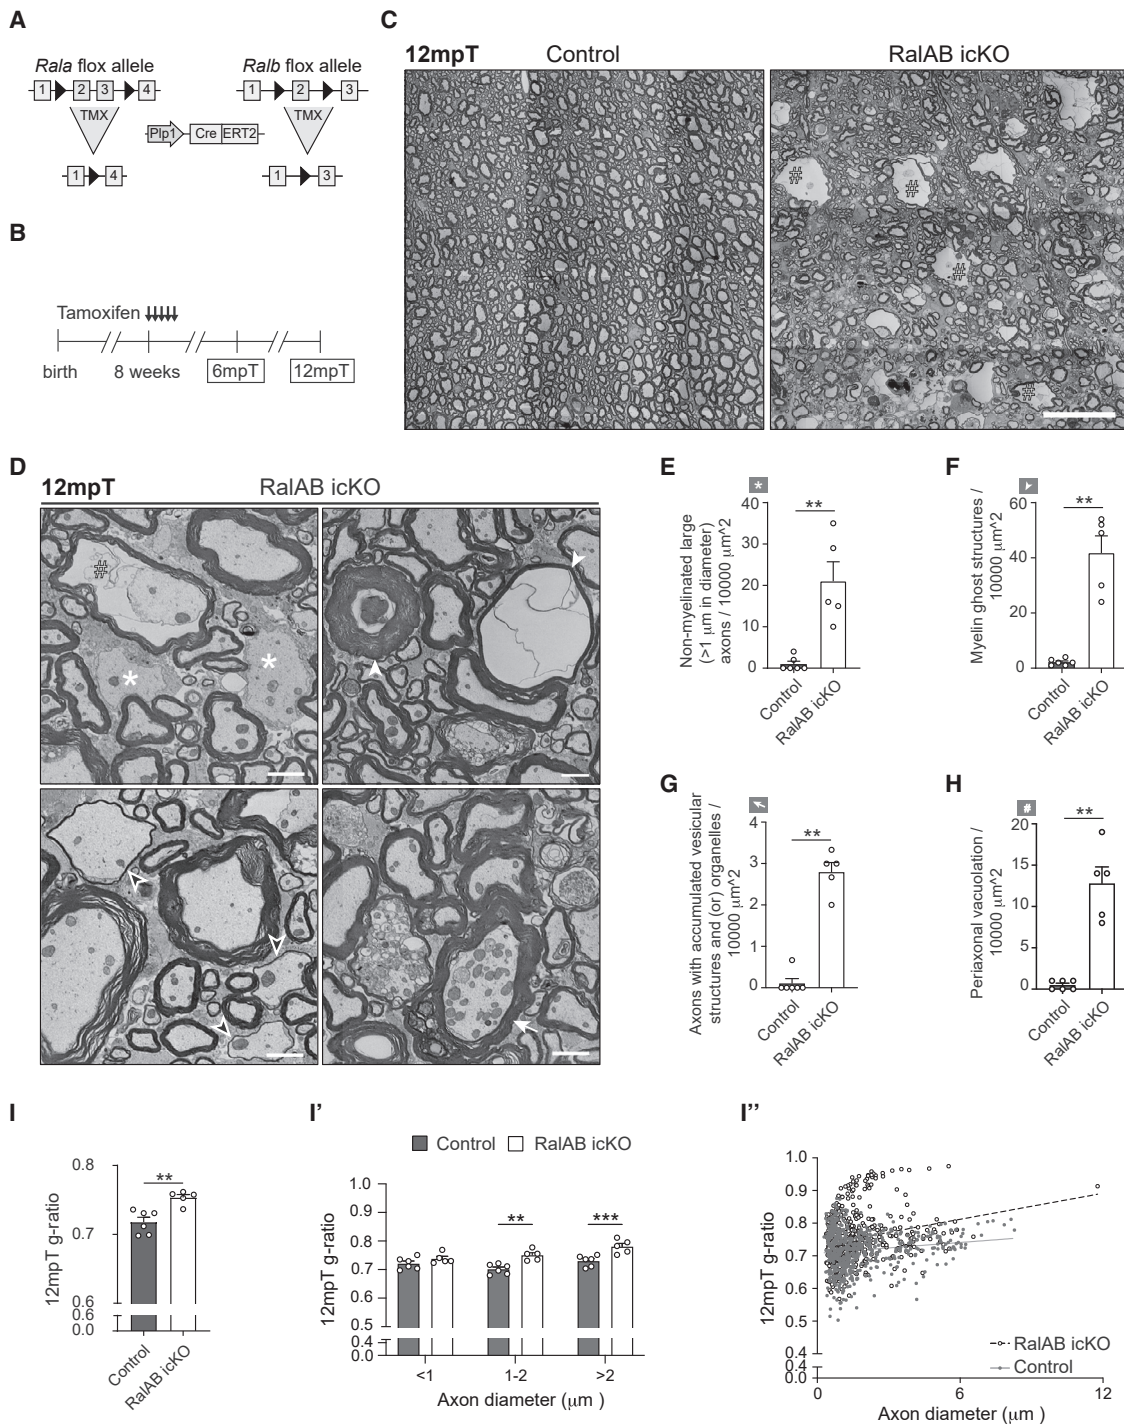 A
Rala flox allele
Ralb flox allele
1 2 3 4
1 2 3
TMX
TMX
Plp1 Cre ERT2
1 4
1 3
B
Tamoxifen
birth
8 weeks
6mpT
12mpT
C
12mpT Control
RalAB icKO
#
#
#
#
D
12mpT
RalAB icKO
#
*
*
E
*
Non-myelinated large
(>1 μm in diameter)
axons / 10000 μm^2
40
30
20
10
0
**
Control
RalAB icKO
F
Myelin ghost structures /
10000 μm^2
60
40
20
0
**
Control
RalAB icKO
G
Axons with accumulated vesicular
structures and (or) organelles /
10000 μm^2
4
3
2
1
0
**
Control
RalAB icKO
H
#
Periaxonal vacuolation /
10000 μm^2
20
15
10
5
0
**
Control
RalAB icKO
I
12mpT g-ratio
0.8
0.7
0.6
0.6
0.0
**
Control
RalAB icKO
I'
Control
RalAB icKO
12mpT g-ratio
1.0
0.9
0.8
0.7
0.6
0.5
0.4
0.0
**
***
<1
1-2
>2
Axon diameter (μm )
I''
12mpT g-ratio
1.0
0.9
0.8
0.7
0.6
0.5
0.4
0.4
0.0
RalAB icKO
Control
0
6
12
Axon diameter (μm)